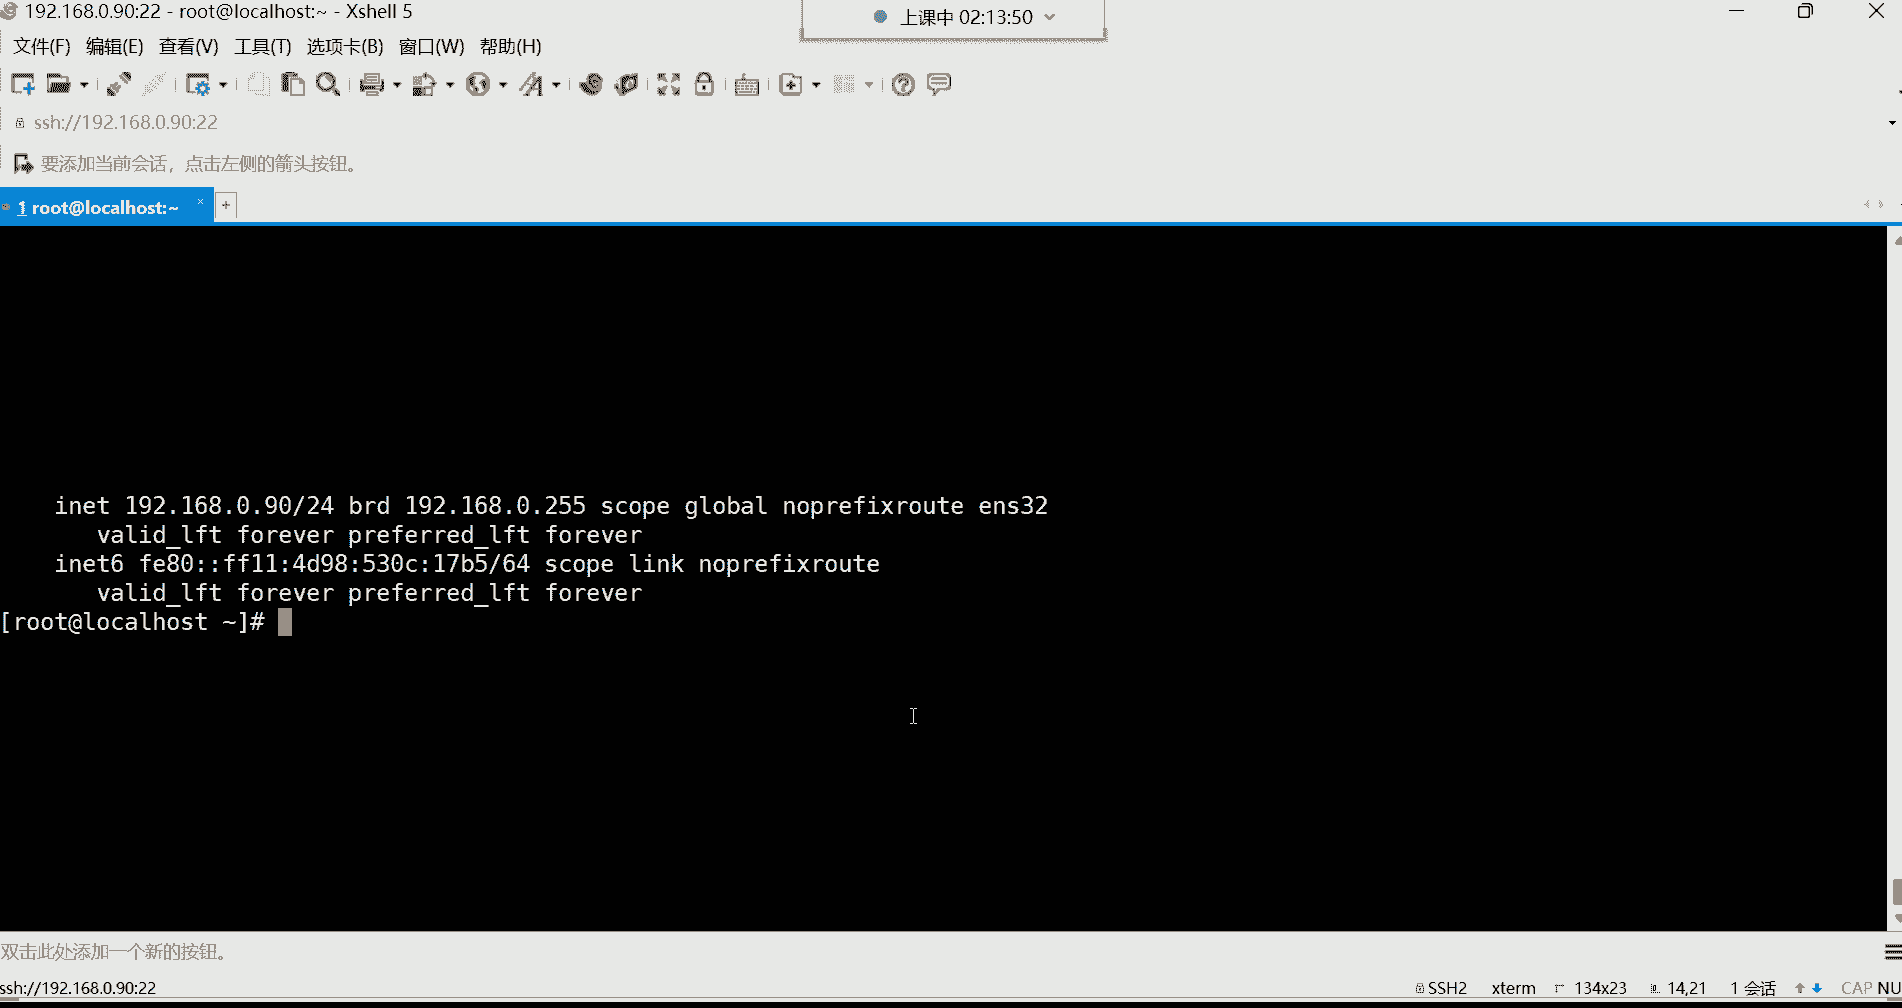 192.168.0.90:22 - root@localhost:~ - Xshell 5
上课中 02:13:50
文件(F) 编辑(E) 查看(V) 工具(T) 选项卡(B) 窗口(W) 帮助(H)
ssh://192.168.0.90:22
要添加当前会话，点击左侧的箭头按钮。
1 root@localhost:~ × +
inet 192.168.0.90/24 brd 192.168.0.255 scope global noprefixroute ens32
valid_lft forever preferred_lft forever
inet6 fe80::ff11:4d98:530c:17b5/64 scope link noprefixroute
valid_lft forever preferred_lft forever
[root@localhost ~]#
双击此处添加一个新的按钮。
ssh://192.168.0.90:22 SSH2 xterm 134x23 14,21 1 会话 CAP NU